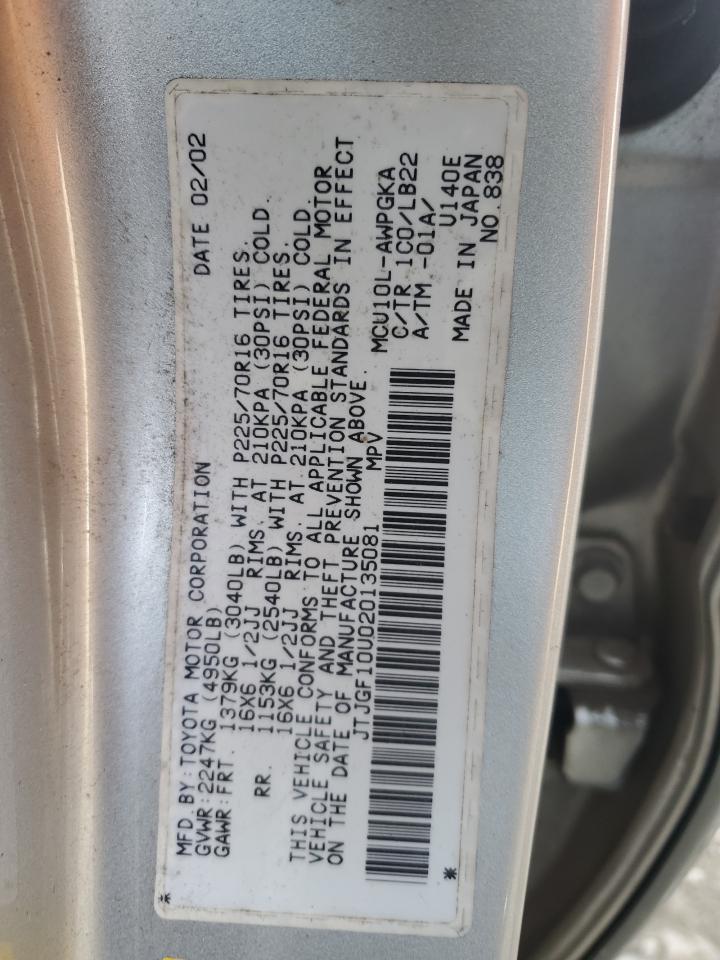 MFD. BY: TOYOTA MOTOR CORPORATION DATE 02/02
GVWR: 2247KG (4950LB)
GAWR: FRT. 1379KG (3040LB) WITH P225/70R16 TIRES.
16X6 1/2JJ RIMS. AT 210KPA (30PSI) COLD.
RR. 1153KG (2540LB) WITH P225/70R16 TIRES.
16X6 1/2JJ RIMS. AT 210KPA (30PSI) COLD.
THIS VEHICLE CONFORMS TO ALL APPLICABLE FEDERAL MOTOR
VEHICLE SAFETY AND THEFT PREVENTION STANDARDS IN EFFECT
ON THE DATE OF MANUFACTURE SHOWN ABOVE.
JTJGF10U020135081 MPV
MCU10L-AWPGKA
C/TR 1C0/LB22
A/TM -01A/
U140E
MADE IN JAPAN
NO.838